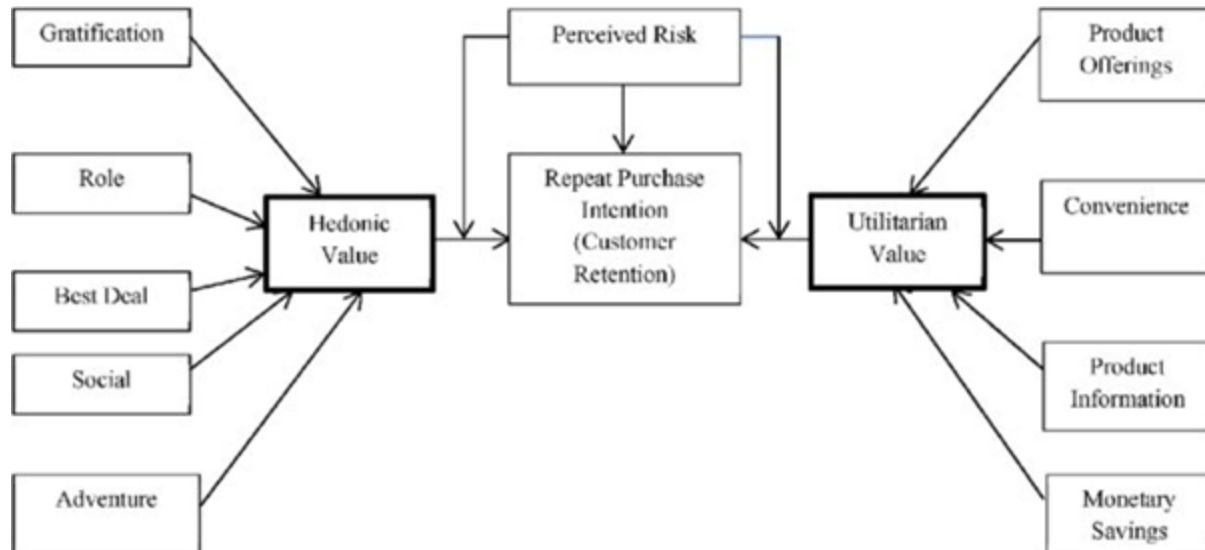 Gratification
Perceived Risk
Product
Offerings
Role
Repeat Purchase
Intention
(Customer
Retention)
Hedonic
Value
Utilitarian
Value
Convenience
Best Deal
Social
Product
Information
Adventure
Monetary
Savings